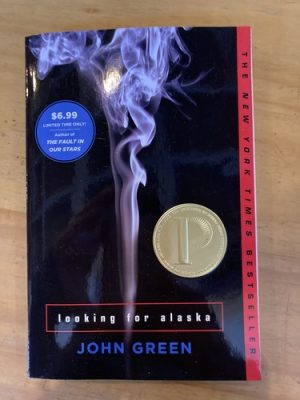 $6.99
LIMITED TIME ONLY!
Author of
THE FAULT IN
OUR STARS
THE NEW YORK TIMES BESTSELLER
P
looking for alaska
JOHN GREEN